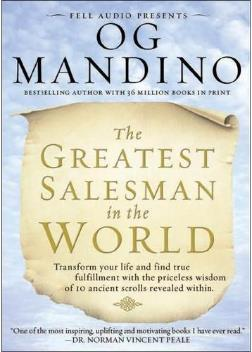 FELL AUDIO PRESENTS
OG
MANDINO
BESTSELLING AUTHOR WITH 36 MILLION BOOKS IN PRINT
The
GREATEST
SALESMAN
in the
WORLD
Transform your life and find true
fulfillment with the priceless wisdom
of 10 ancient scrolls revealed within.
"One of the most inspiring, uplifting and motivating books I have ever read."
—DR. NORMAN VINCENT PEALE